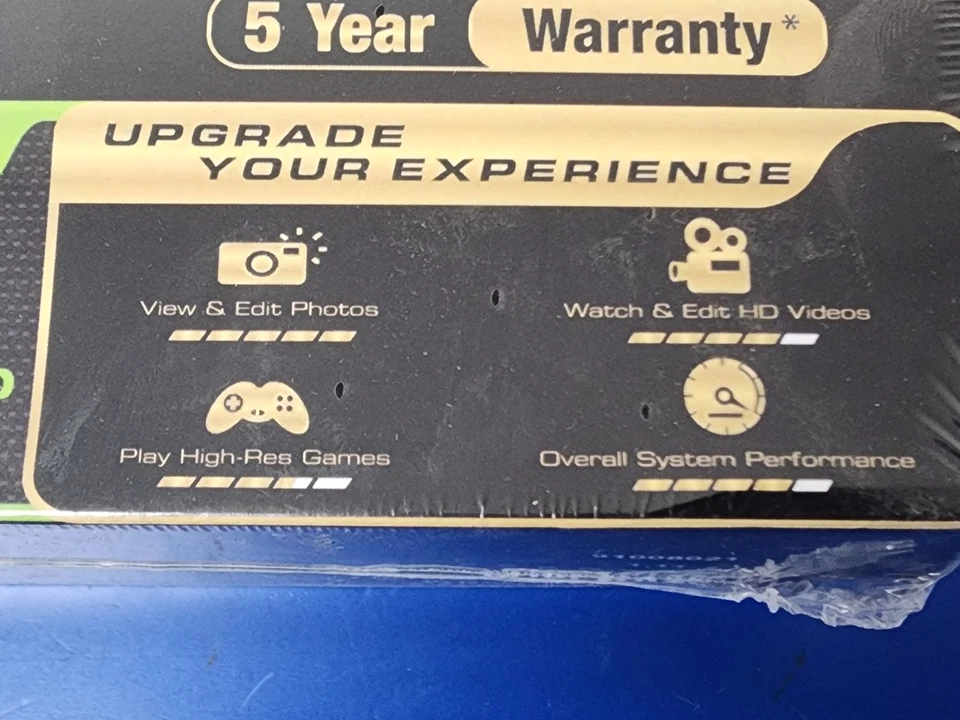 5 Year Warranty*
UPGRADE
YOUR EXPERIENCE
View & Edit Photos
Watch & Edit HD Videos
Play High-Res Games
Overall System Performance